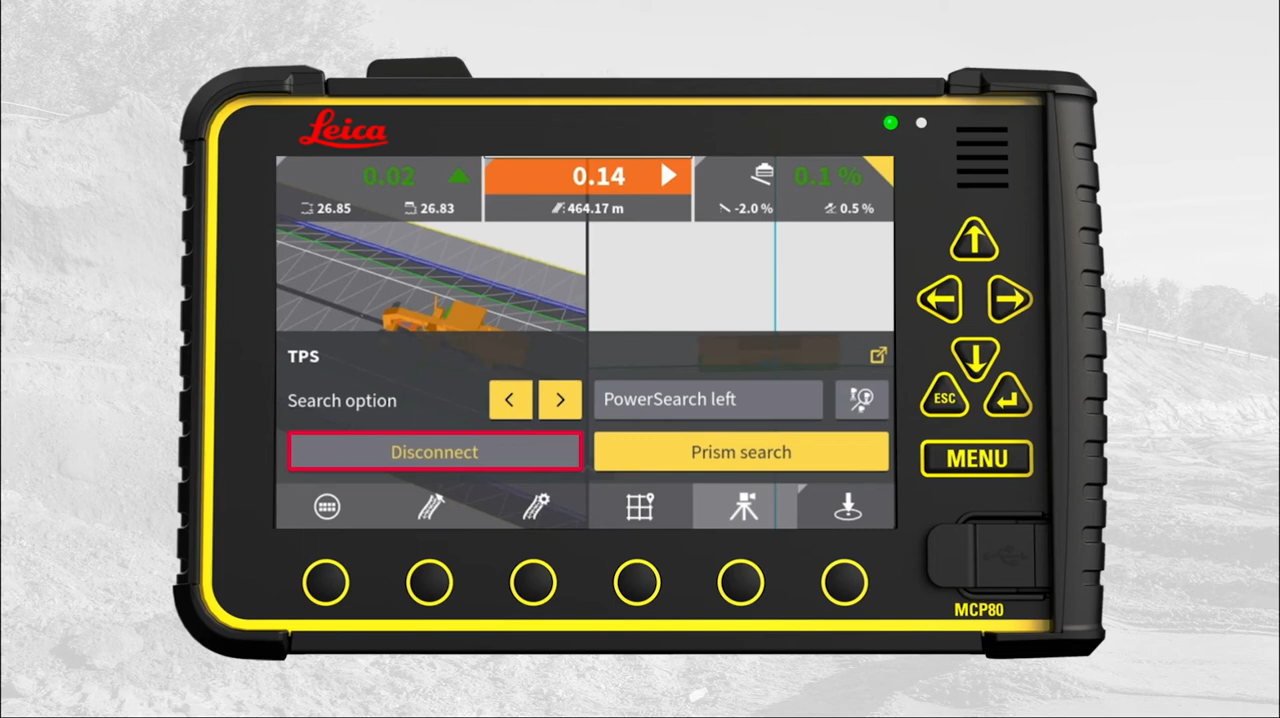 Leica
0.02 0.14 0.1 %
26.85 26.83 464.17 m -2.0 % 0.5 %
TPS
Search option < > PowerSearch left
Disconnect Prism search
ESC
MENU
MCP80